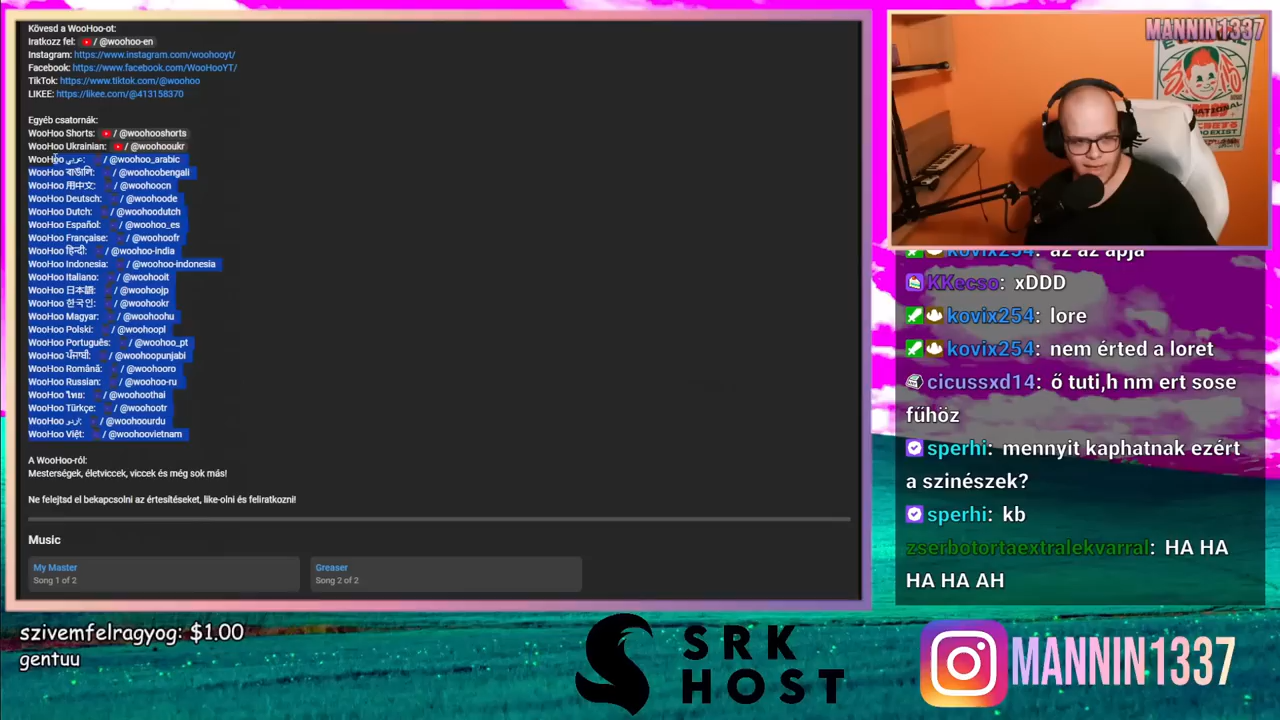 Kövesd a WooHoo-ot:
Iratkozz fel: / @woohoo-en
Instagram: https://www.instagram.com/woohooyt/
Facebook: https://www.facebook.com/WooHooYT/
TikTok: https://www.tiktok.com/@woohoo
LIKEE: https://likee.com/@413158370
Egyéb csatornák:
WooHoo Shorts: / @woohooshorts
WooHoo Ukrainian: / @woohooukr
WooHoo عربي: / @woohoo_arabic
WooHoo বাঙালি: / @woohoobengali
WooHoo 用中文: / @woohoocn
WooHoo Deutsch: / @woohoode
WooHoo Dutch: / @woohoodutch
WooHoo Español: / @woohoo_es
WooHoo Française: / @woohoofr
WooHoo हिन्दी: / @woohoo-india
WooHoo Indonesia: / @woohoo-indonesia
WooHoo Italiano: / @woohooit
WooHoo 日本語: / @woohoojp
WooHoo 한국인: / @woohookr
WooHoo Magyar: / @woohoohu
WooHoo Polski: / @woohoopl
WooHoo Português: / @woohoo_pt
WooHoo ਪੰਜਾਬੀ: / @woohoopunjabi
WooHoo Română: / @woohooro
WooHoo Russian: / @woohoo-ru
WooHoo ไทย: / @woohoothai
WooHoo Türkçe: / @woohootr
WooHoo اردو: / @woohoourdu
WooHoo Việt: / @woohoovietnam
A WooHoo-ról:
Mesterségek, életviccek, viccek és még sok más!
Ne felejtsd el bekapcsolni az értesítéseket, like-olni és feliratkozni!
Music
My Master
Song 1 of 2
Greaser
Song 2 of 2
MANNIN1337
kovix254: az az apja
KKecso: xDDD
kovix254: lore
kovix254: nem érted a loret
cicussxd14: ő tuti,h nm ert sose
fűhöz
sperhi: mennyit kaphatnak ezért
a szinészek?
sperhi: kb
zserbotortaextralekvarral: HA HA
HA HA AH
szivemfelragyog: $1.00
gentuu
SRK
HOST
MANNIN1337